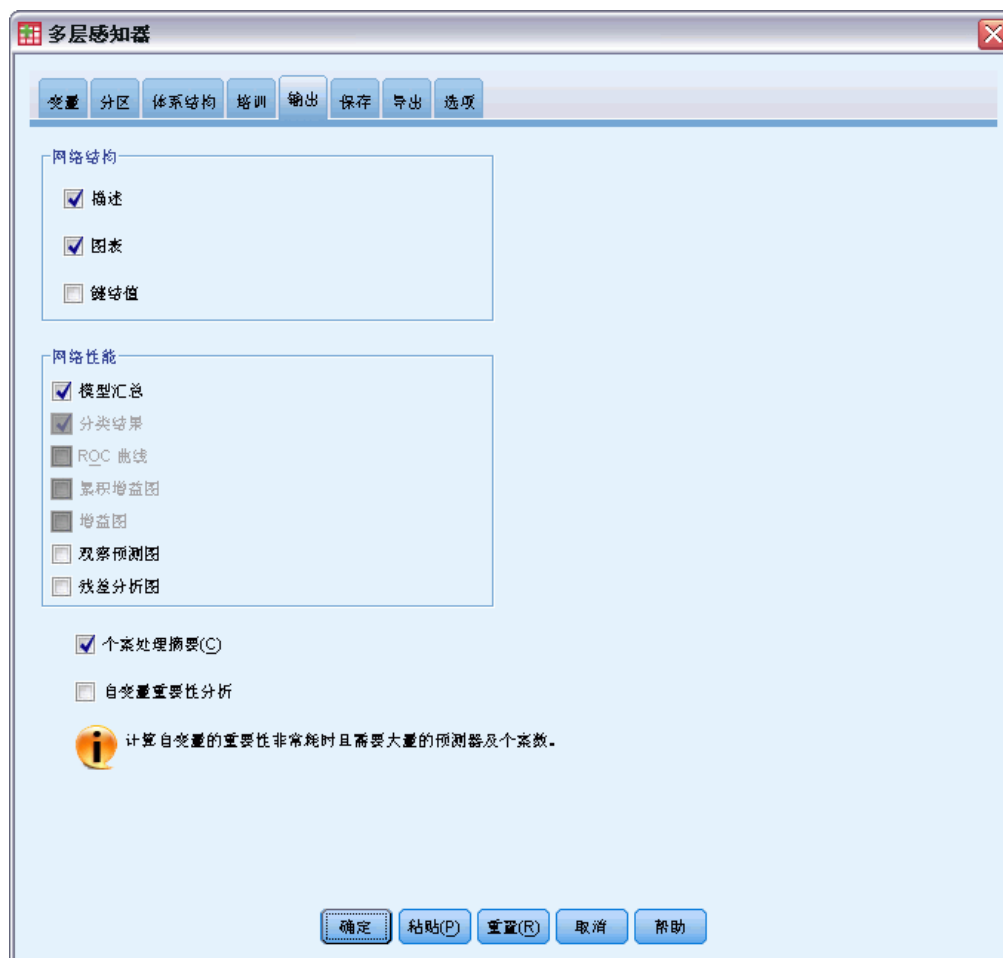 多层感知器
变量 分区 体系结构 培训 输出 保存 导出 选项
网络结构
描述
图表
键结值
网络性能
模型汇总
分类结果
ROC 曲线
累积增益图
增益图
观察预测图
残差分析图
个案处理摘要(C)
自变量重要性分析
计算自变量的重要性非常耗时且需要大量的预测器及个案数。
确定 粘贴(P) 重置(R) 取消 帮助